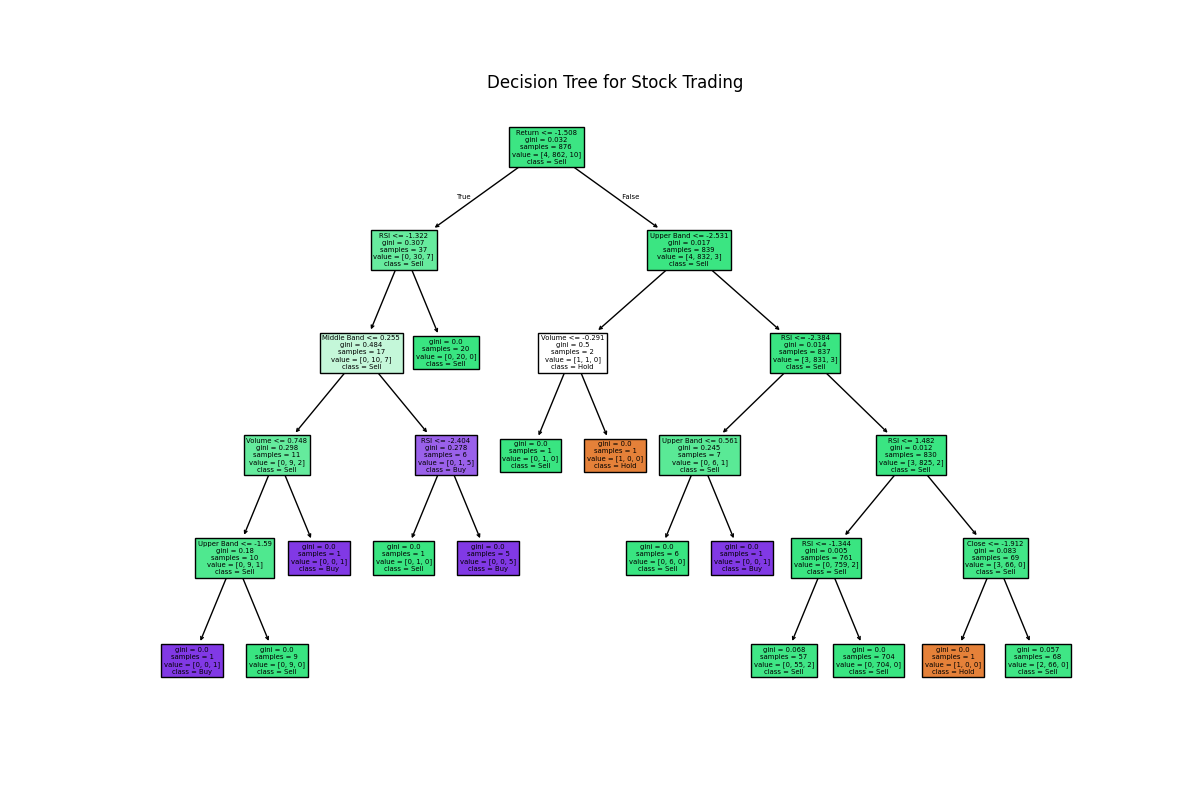 Decision Tree for Stock Trading
Return <= -1.508
gini = 0.032
samples = 876
value = [4, 862, 10]
class = Sell
True
False
RSI <= -1.322
gini = 0.307
samples = 37
value = [0, 30, 7]
class = Sell
Upper Band <= -2.531
gini = 0.017
samples = 839
value = [4, 832, 3]
class = Sell
Middle Band <= 0.255
gini = 0.484
samples = 17
value = [0, 10, 7]
class = Sell
gini = 0.0
samples = 20
value = [0, 20, 0]
class = Sell
Volume <= -0.291
gini = 0.5
samples = 2
value = [1, 1, 0]
class = Hold
RSI <= -2.384
gini = 0.014
samples = 837
value = [3, 831, 3]
class = Sell
Volume <= 0.748
gini = 0.298
samples = 11
value = [0, 9, 2]
class = Sell
RSI <= -2.404
gini = 0.278
samples = 6
value = [0, 1, 5]
class = Buy
gini = 0.0
samples = 1
value = [0, 1, 0]
class = Sell
gini = 0.0
samples = 1
value = [1, 0, 0]
class = Hold
Upper Band <= 0.561
gini = 0.245
samples = 7
value = [0, 6, 1]
class = Sell
RSI <= 1.482
gini = 0.012
samples = 830
value = [3, 825, 2]
class = Sell
Upper Band <= -1.59
gini = 0.18
samples = 10
value = [0, 9, 1]
class = Sell
gini = 0.0
samples = 1
value = [0, 0, 1]
class = Buy
gini = 0.0
samples = 1
value = [0, 1, 0]
class = Sell
gini = 0.0
samples = 5
value = [0, 0, 5]
class = Buy
gini = 0.0
samples = 6
value = [0, 6, 0]
class = Sell
gini = 0.0
samples = 1
value = [0, 0, 1]
class = Buy
RSI <= -1.344
gini = 0.005
samples = 761
value = [0, 759, 2]
class = Sell
Close <= -1.912
gini = 0.083
samples = 69
value = [3, 66, 0]
class = Sell
gini = 0.0
samples = 1
value = [0, 0, 1]
class = Buy
gini = 0.0
samples = 9
value = [0, 9, 0]
class = Sell
gini = 0.068
samples = 57
value = [0, 55, 2]
class = Sell
gini = 0.0
samples = 704
value = [0, 704, 0]
class = Sell
gini = 0.0
samples = 1
value = [1, 0, 0]
class = Hold
gini = 0.057
samples = 68
value = [2, 66, 0]
class = Sell